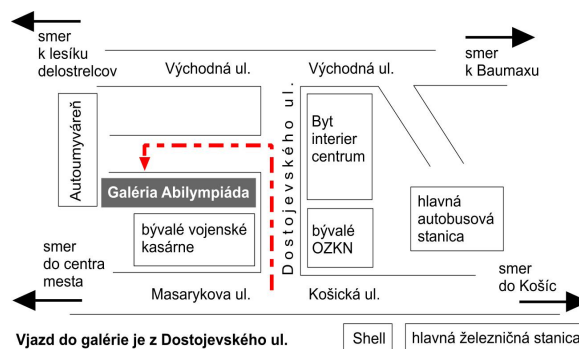 smer
k lesíku
delostrelcov
Východná ul.
Východná ul.
smer
k Baumaxu
Autoumyváreň
Dostojevského ul.
Byt
interier
centrum
Galéria Abilympiáda
bývalé vojenské
kasárne
bývalé
OZKN
hlavná
autobusová
stanica
smer
do centra
mesta
Masarykova ul.
Košická ul.
smer
do Košíc
Vjazd do galérie je z Dostojevského ul.
Shell
hlavná železničná stanica